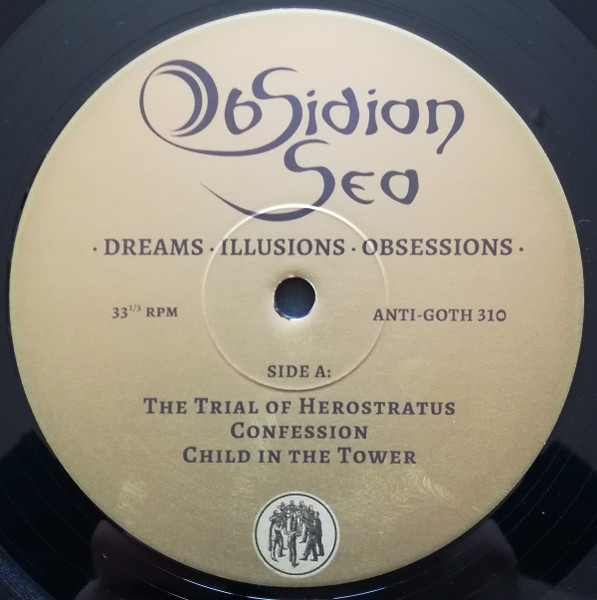 Obsidian
Sea
· DREAMS · ILLUSIONS · OBSESSIONS ·
33 1/3 RPM
ANTI-GOTH 310
SIDE A:
THE TRIAL OF HEROSTRATUS
CONFESSION
CHILD IN THE TOWER